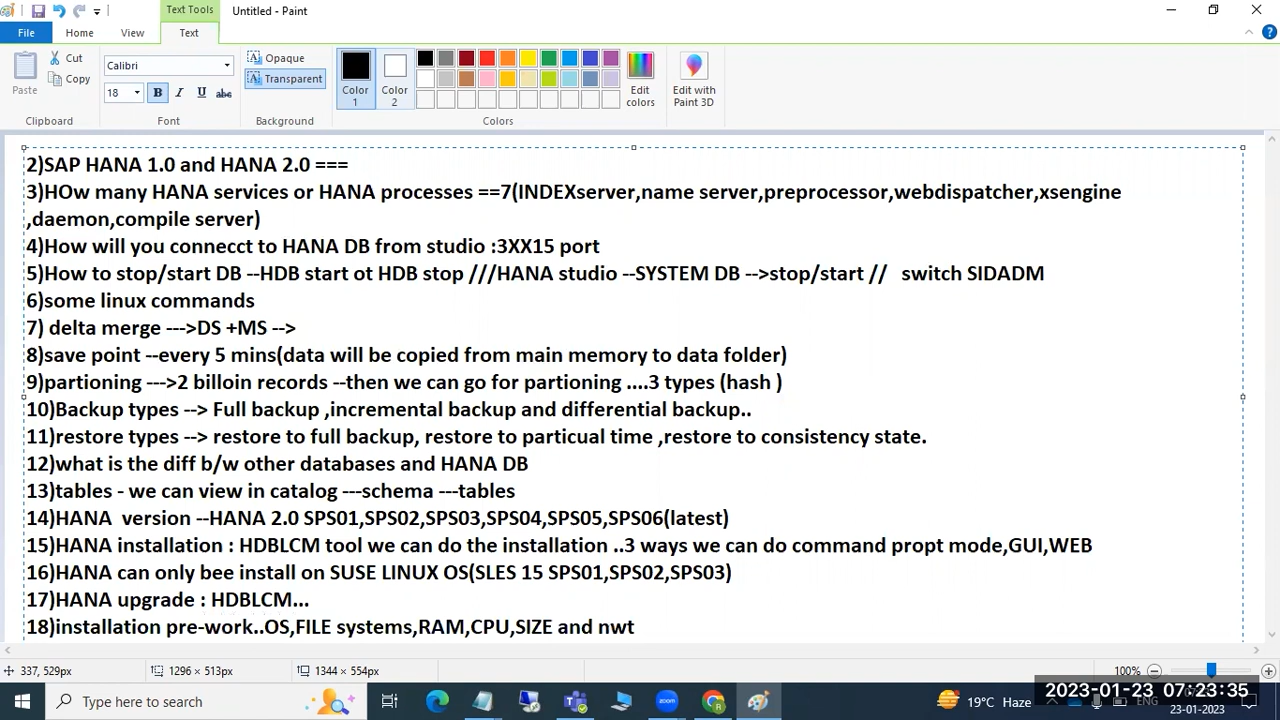 Text Tools
Untitled - Paint
File
Home
View
Text
Paste
Cut
Copy
Clipboard
Calibri
18
B
I
U
abc
Font
Opaque
Transparent
Background
Color 1
Color 2
Edit colors
Edit with Paint 3D
Colors
2)SAP HANA 1.0 and HANA 2.0 ===
3)HOw many HANA services or HANA processes ==7(INDEXserver,name server,preprocessor,webdispatcher,xsengine
,daemon,compile server)
4)How will you connecct to HANA DB from studio :3XX15 port
5)How to stop/start DB --HDB start ot HDB stop ///HANA studio --SYSTEM DB -->stop/start //   switch SIDADM
6)some linux commands
7) delta merge --->DS +MS -->
8)save point --every 5 mins(data will be copied from main memory to data folder)
9)partioning --->2 billoin records --then we can go for partioning ....3 types (hash )
10)Backup types --> Full backup ,incremental backup and differential backup..
11)restore types --> restore to full backup, restore to particual time ,restore to consistency state.
12)what is the diff b/w other databases and HANA DB
13)tables - we can view in catalog ---schema ---tables
14)HANA  version --HANA 2.0 SPS01,SPS02,SPS03,SPS04,SPS05,SPS06(latest)
15)HANA installation : HDBLCM tool we can do the installation ..3 ways we can do command propt mode,GUI,WEB
16)HANA can only bee install on SUSE LINUX OS(SLES 15 SPS01,SPS02,SPS03)
17)HANA upgrade : HDBLCM...
18)installation pre-work..OS,FILE systems,RAM,CPU,SIZE and nwt
337, 529px
1296 × 513px
1344 × 554px
100%
Type here to search
zoom
19°C Haze
ENG
2023-01-23 07:23:35
23-01-2023